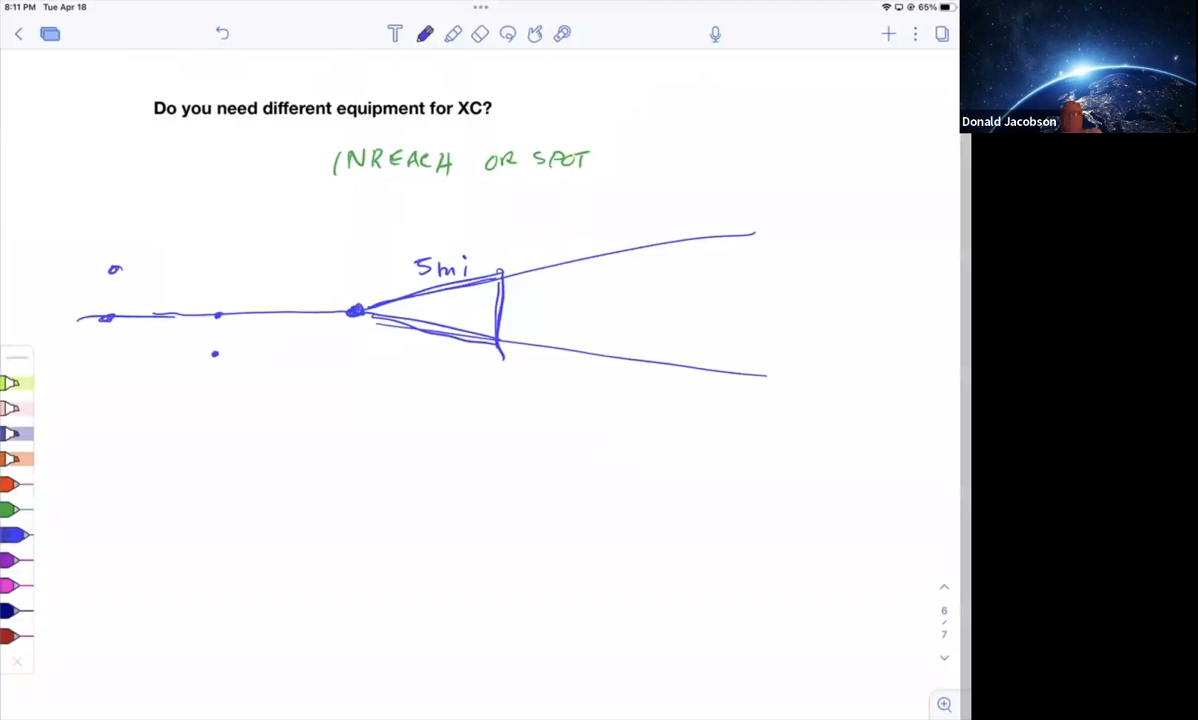 8:11 PM Tue Apr 18
65%
Do you need different equipment for XC?
INREACH OR SPOT
5mi
Donald Jacobson
6
/
7